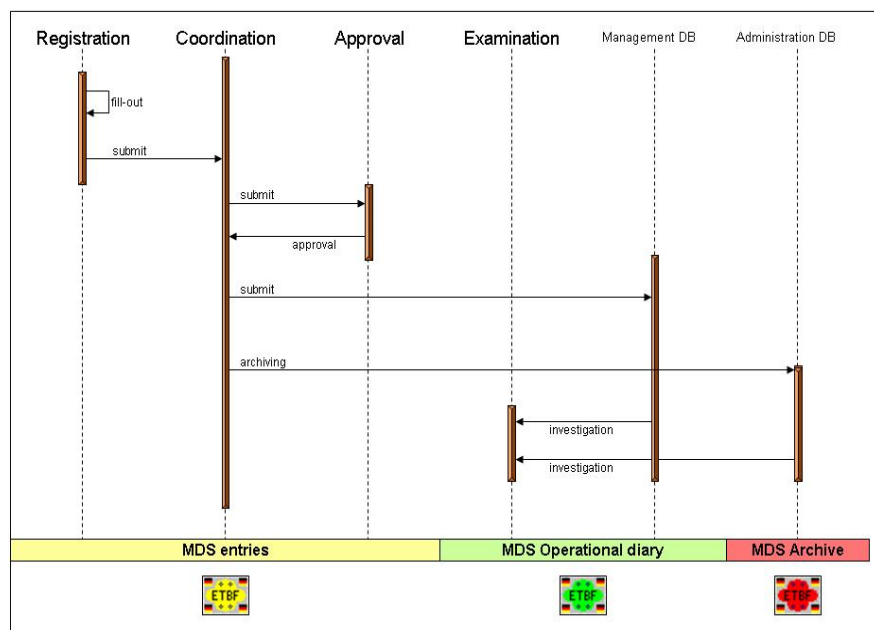 Registration Coordination Approval Examination Management DB Administration DB
fill-out
submit
submit
approval
submit
archiving
investigation
investigation
MDS entries MDS Operational diary MDS Archive
ETBF ETBF ETBF